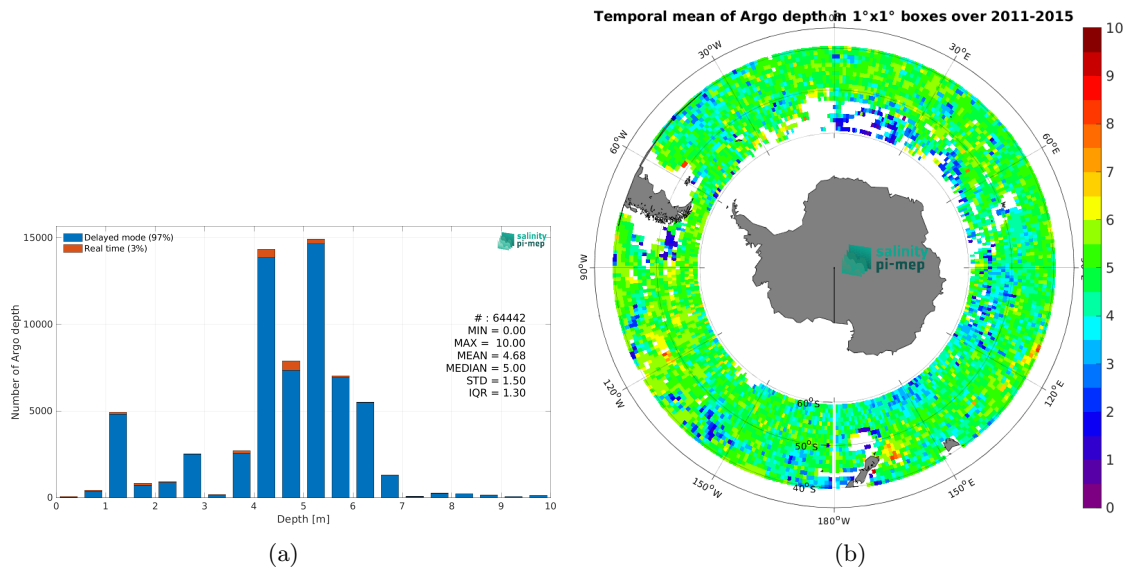 Delayed mode (97%)
Real time (3%)
salinity
pi-mep
15000
10000
5000
0
Number of Argo depth
# : 64442
MIN = 0.00
MAX = 10.00
MEAN = 4.68
MEDIAN = 5.00
STD = 1.50
IQR = 1.30
0 1 2 3 4 5 6 7 8 9 10
Depth [m]
(a)
Temporal mean of Argo depth in 1°x1° boxes over 2011-2015
30°W
30°E
60°W
60°E
90°W
120°W
120°E
150°W
150°E
180°W
60°S
50°S
40°S
salinity
pi-mep
10
9
8
7
6
5
4
3
2
1
0
(b)